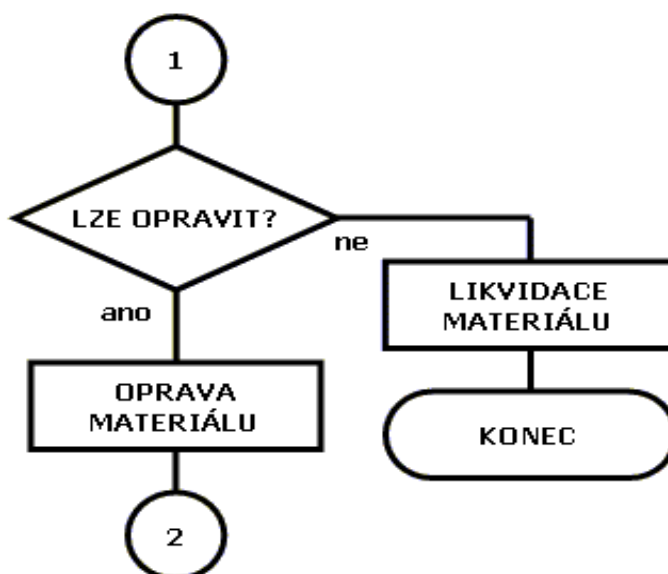 1
LZE OPRAVIT?
ne
ano
LIKVIDACE
MATERIÁLU
OPRAVA
MATERIÁLU
KONEC
2